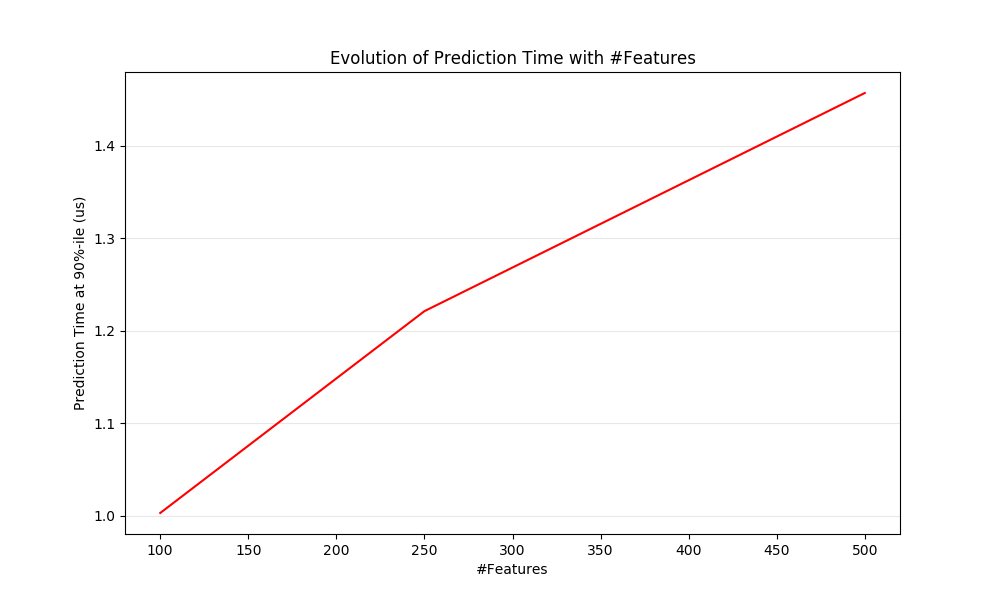 Evolution of Prediction Time with #Features
Prediction Time at 90%-ile (us)
1.4
1.3
1.2
1.1
1.0
100 150 200 250 300 350 400 450 500
#Features